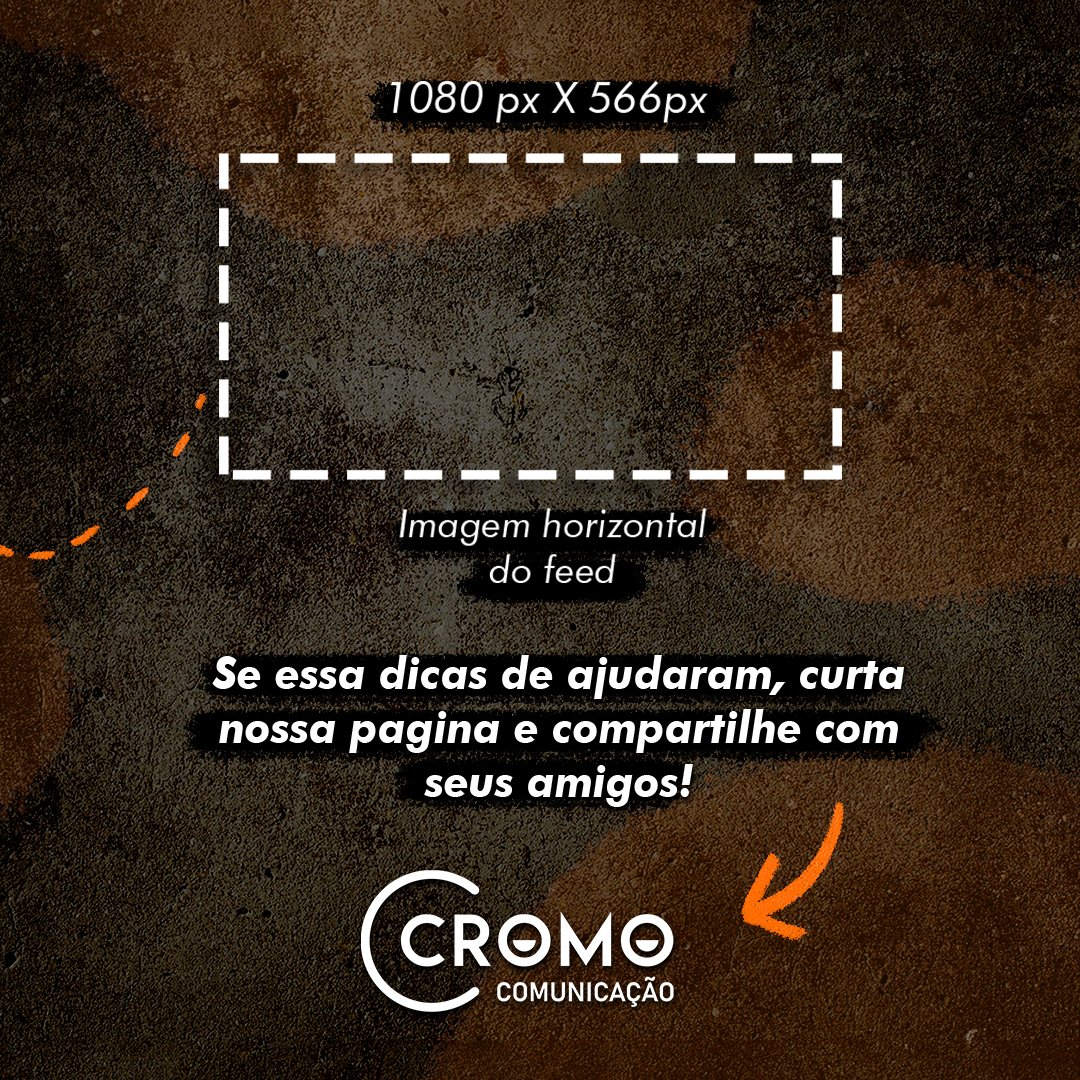 1080 px X 566px
Imagem horizontal
do feed
Se essa dicas de ajudaram, curta
nossa pagina e compartilhe com
seus amigos!
CROMO
COMUNICAÇÃO